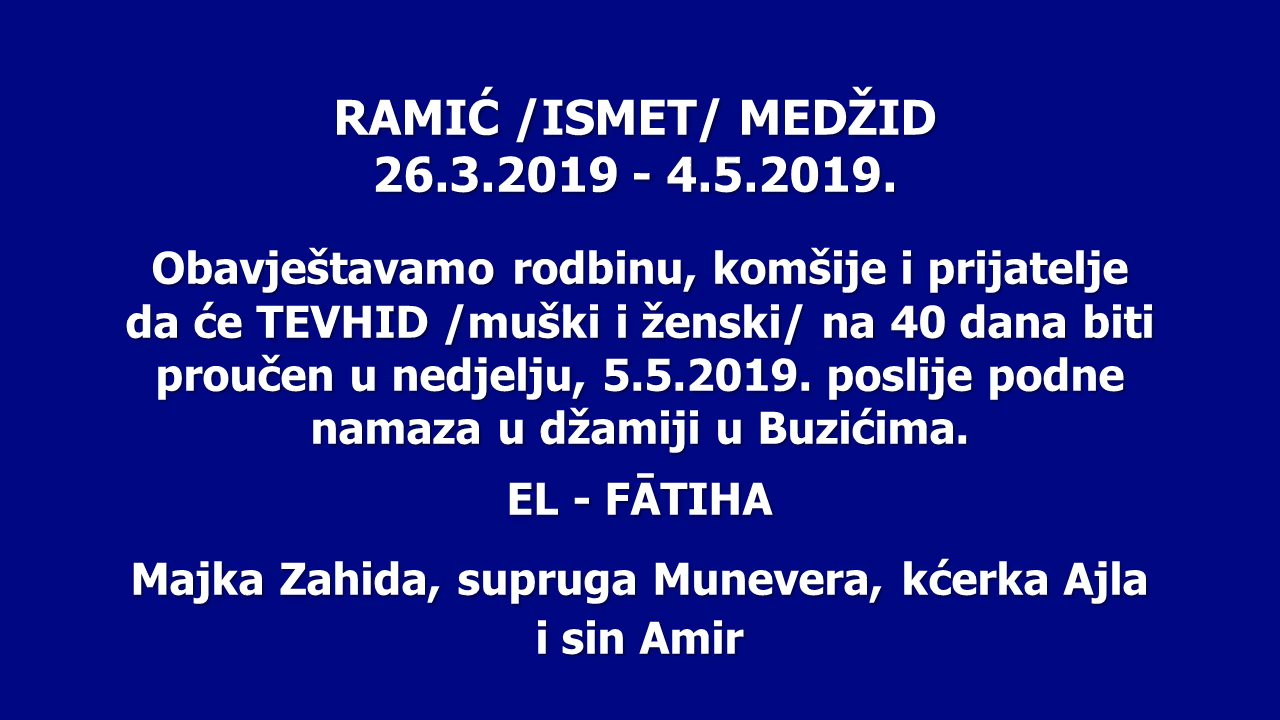 RAMIĆ /ISMET/ MEDŽID
26.3.2019 - 4.5.2019.
Obavještavamo rodbinu, komšije i prijatelje
da će TEVHID /muški i ženski/ na 40 dana biti
proučen u nedjelju, 5.5.2019. poslije podne
namaza u džamiji u Buzićima.
EL - FĀTIHA
Majka Zahida, supruga Munevera, kćerka Ajla
i sin Amir